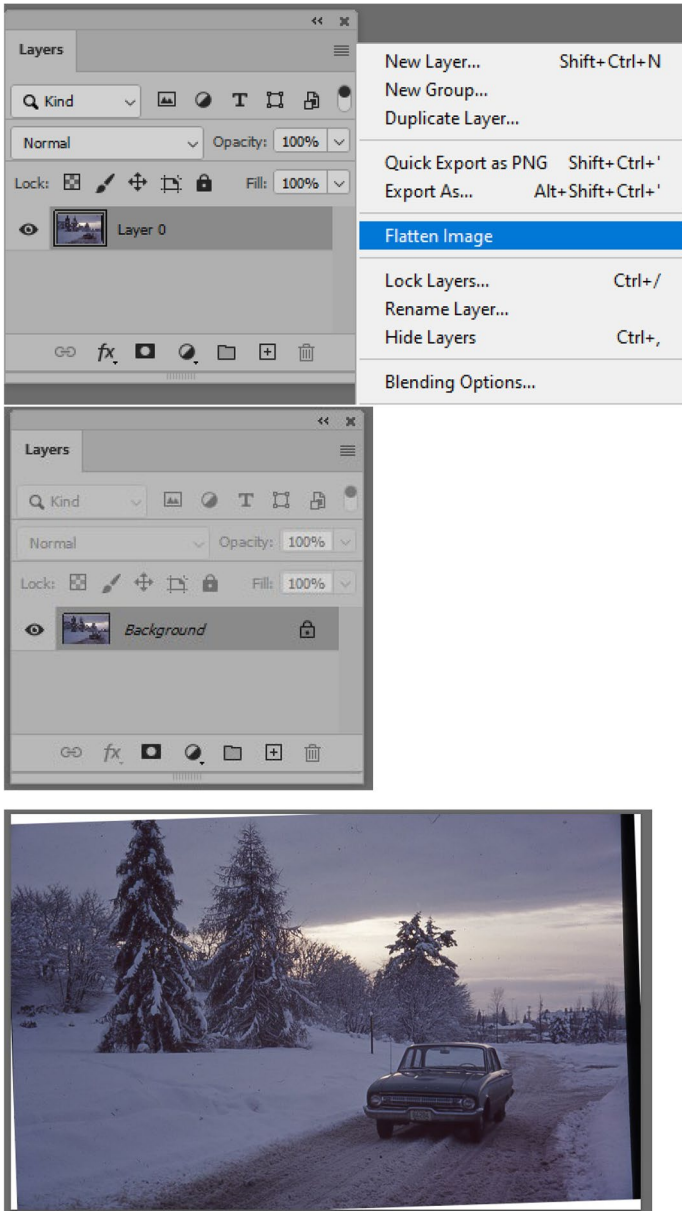 Layers
Kind
Normal Opacity: 100%
Lock: Fill: 100%
Layer 0
fx
New Layer... Shift+Ctrl+N
New Group...
Duplicate Layer...
Quick Export as PNG Shift+Ctrl+'
Export As... Alt+Shift+Ctrl+'
Flatten Image
Lock Layers... Ctrl+/
Rename Layer...
Hide Layers Ctrl+,
Blending Options...
Layers
Kind
Normal Opacity: 100%
Lock: Fill: 100%
Background
fx